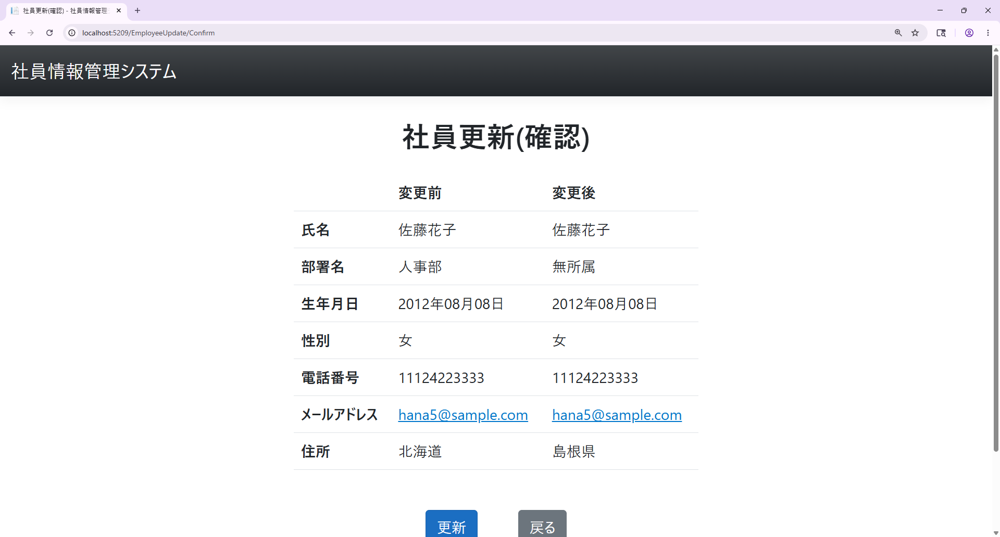 社員更新(確認) - 社員情報管理
localhost:5209/EmployeeUpdate/Confirm
社員情報管理システム
社員更新(確認)
変更前 変更後
氏名 佐藤花子 佐藤花子
部署名 人事部 無所属
生年月日 2012年08月08日 2012年08月08日
性別 女 女
電話番号 11124223333 11124223333
メールアドレス hana5@sample.com hana5@sample.com
住所 北海道 島根県
更新 戻る